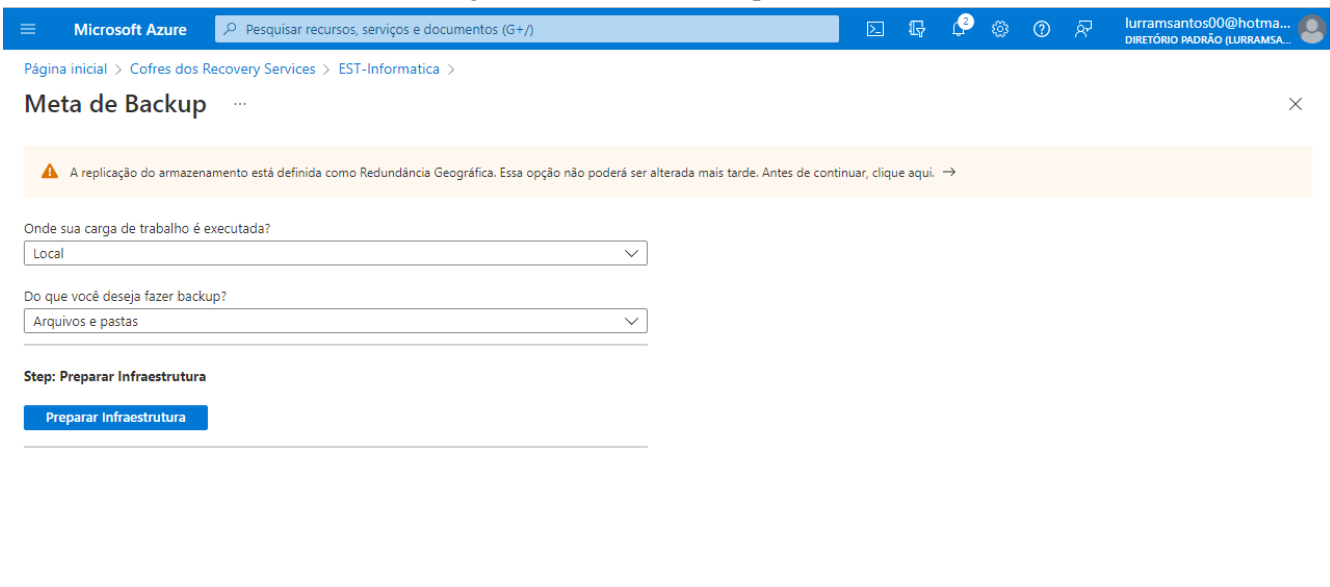 Microsoft Azure
Pesquisar recursos, serviços e documentos (G+/)
2
lurramsantos00@hotma...
DIRETÓRIO PADRÃO (LURRAMSA...
Página inicial > Cofres dos Recovery Services > EST-Informatica >
Meta de Backup ...
A replicação do armazenamento está definida como Redundância Geográfica. Essa opção não poderá ser alterada mais tarde. Antes de continuar, clique aqui. →
Onde sua carga de trabalho é executada?
Local
Do que você deseja fazer backup?
Arquivos e pastas
Step: Preparar Infraestrutura
Preparar Infraestrutura